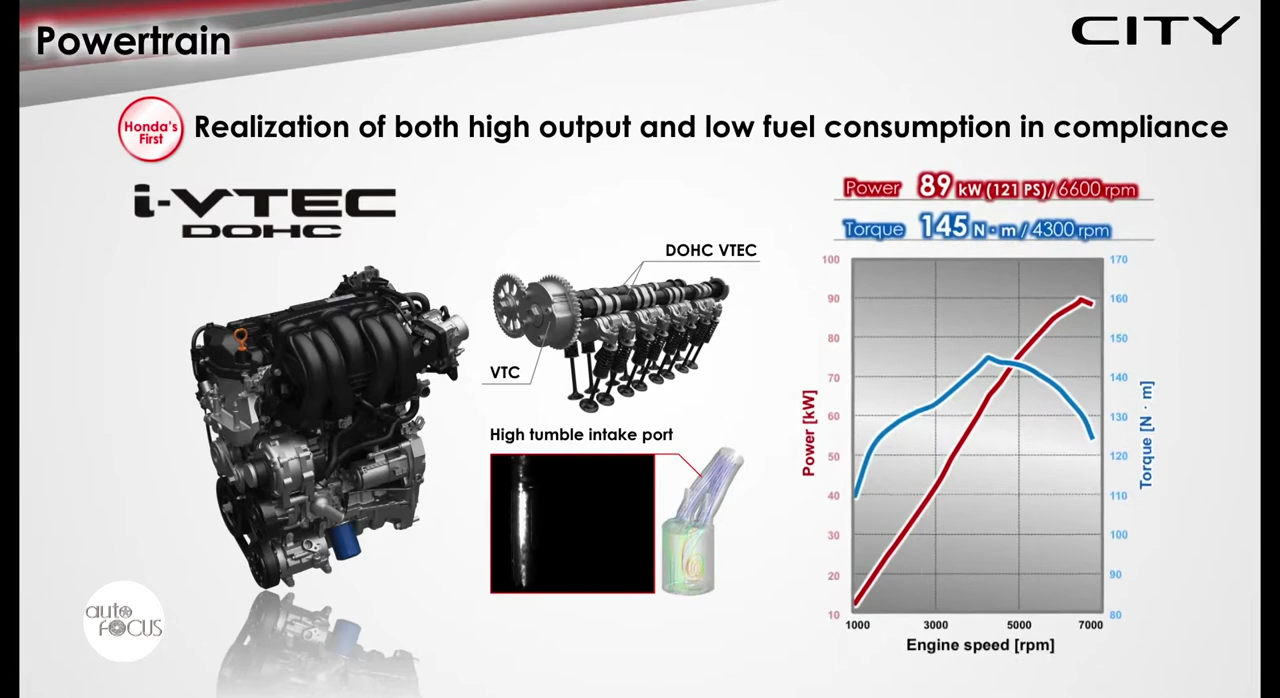 Powertrain
CITY
Honda's
First
Realization of both high output and low fuel consumption in compliance
i-VTEC
DOHC
DOHC VTEC
VTC
High tumble intake port
Power 89 kW (121 PS)/ 6600 rpm
Torque 145 N · m / 4300 rpm
100
90
80
70
60
50
40
30
20
10
Power [kW]
170
160
150
140
130
120
110
100
90
80
Torque [N · m]
1000 3000 5000 7000
Engine speed [rpm]
auto
FOCUS